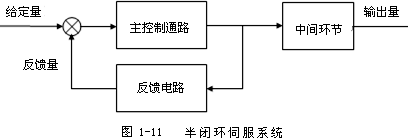 给定量
主控制通路
中间环节
输出量
反馈量
反馈电路
图 1-11 半闭环伺服系统